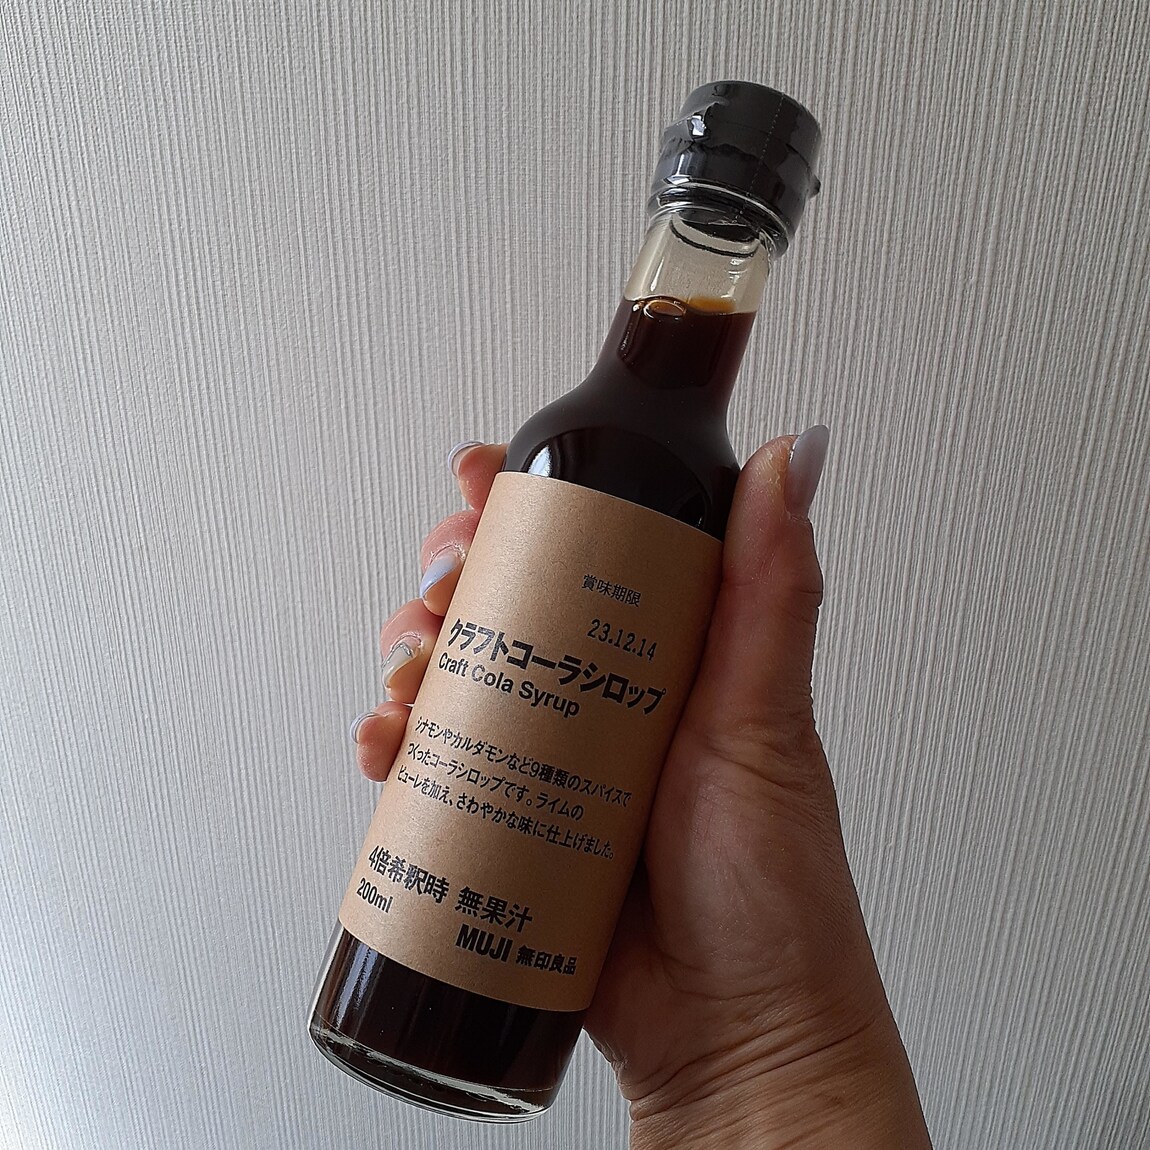 賞味期限
23.12.14
クラフトコーラシロップ
Craft Cola Syrup
シナモンやカルダモンなど9種類のスパイスで
つくったコーラシロップです。ライムの
ピューレを加え、さわやかな味に仕上げました。
4倍希釈時 無果汁
200ml
MUJI 無印良品